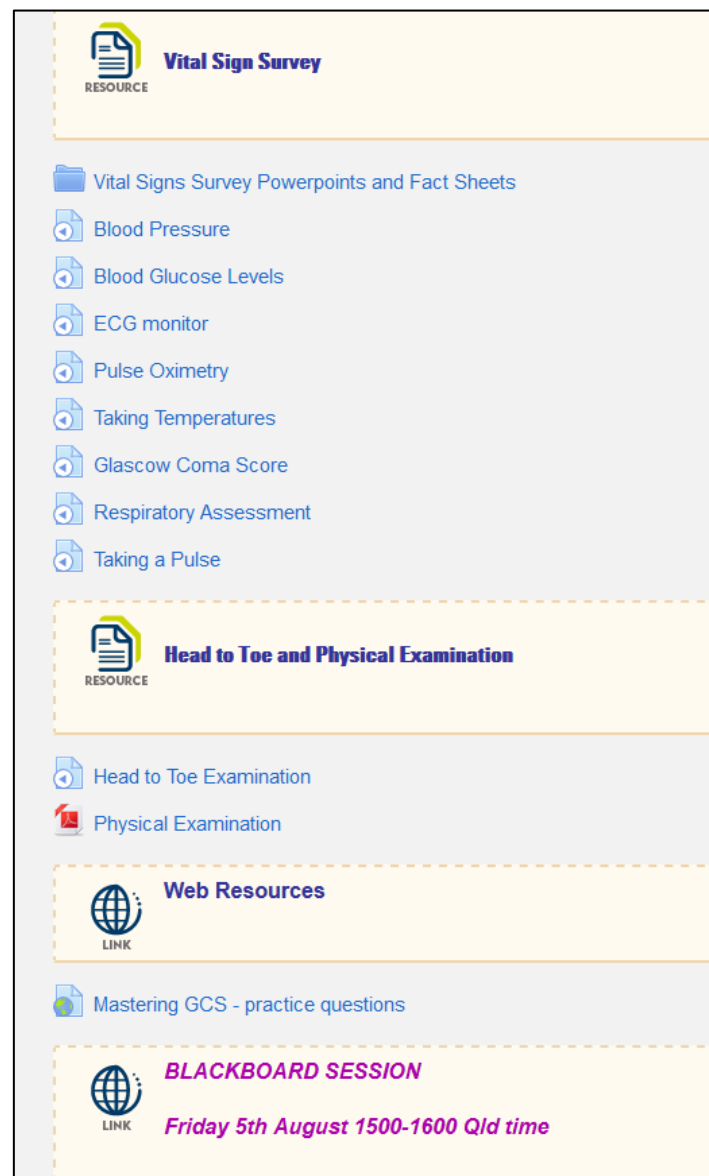 Vital Sign Survey
RESOURCE
Vital Signs Survey Powerpoints and Fact Sheets
Blood Pressure
Blood Glucose Levels
ECG monitor
Pulse Oximetry
Taking Temperatures
Glascow Coma Score
Respiratory Assessment
Taking a Pulse
Head to Toe and Physical Examination
RESOURCE
Head to Toe Examination
Physical Examination
Web Resources
LINK
Mastering GCS - practice questions
BLACKBOARD SESSION
LINK
Friday 5th August 1500-1600 Qld time